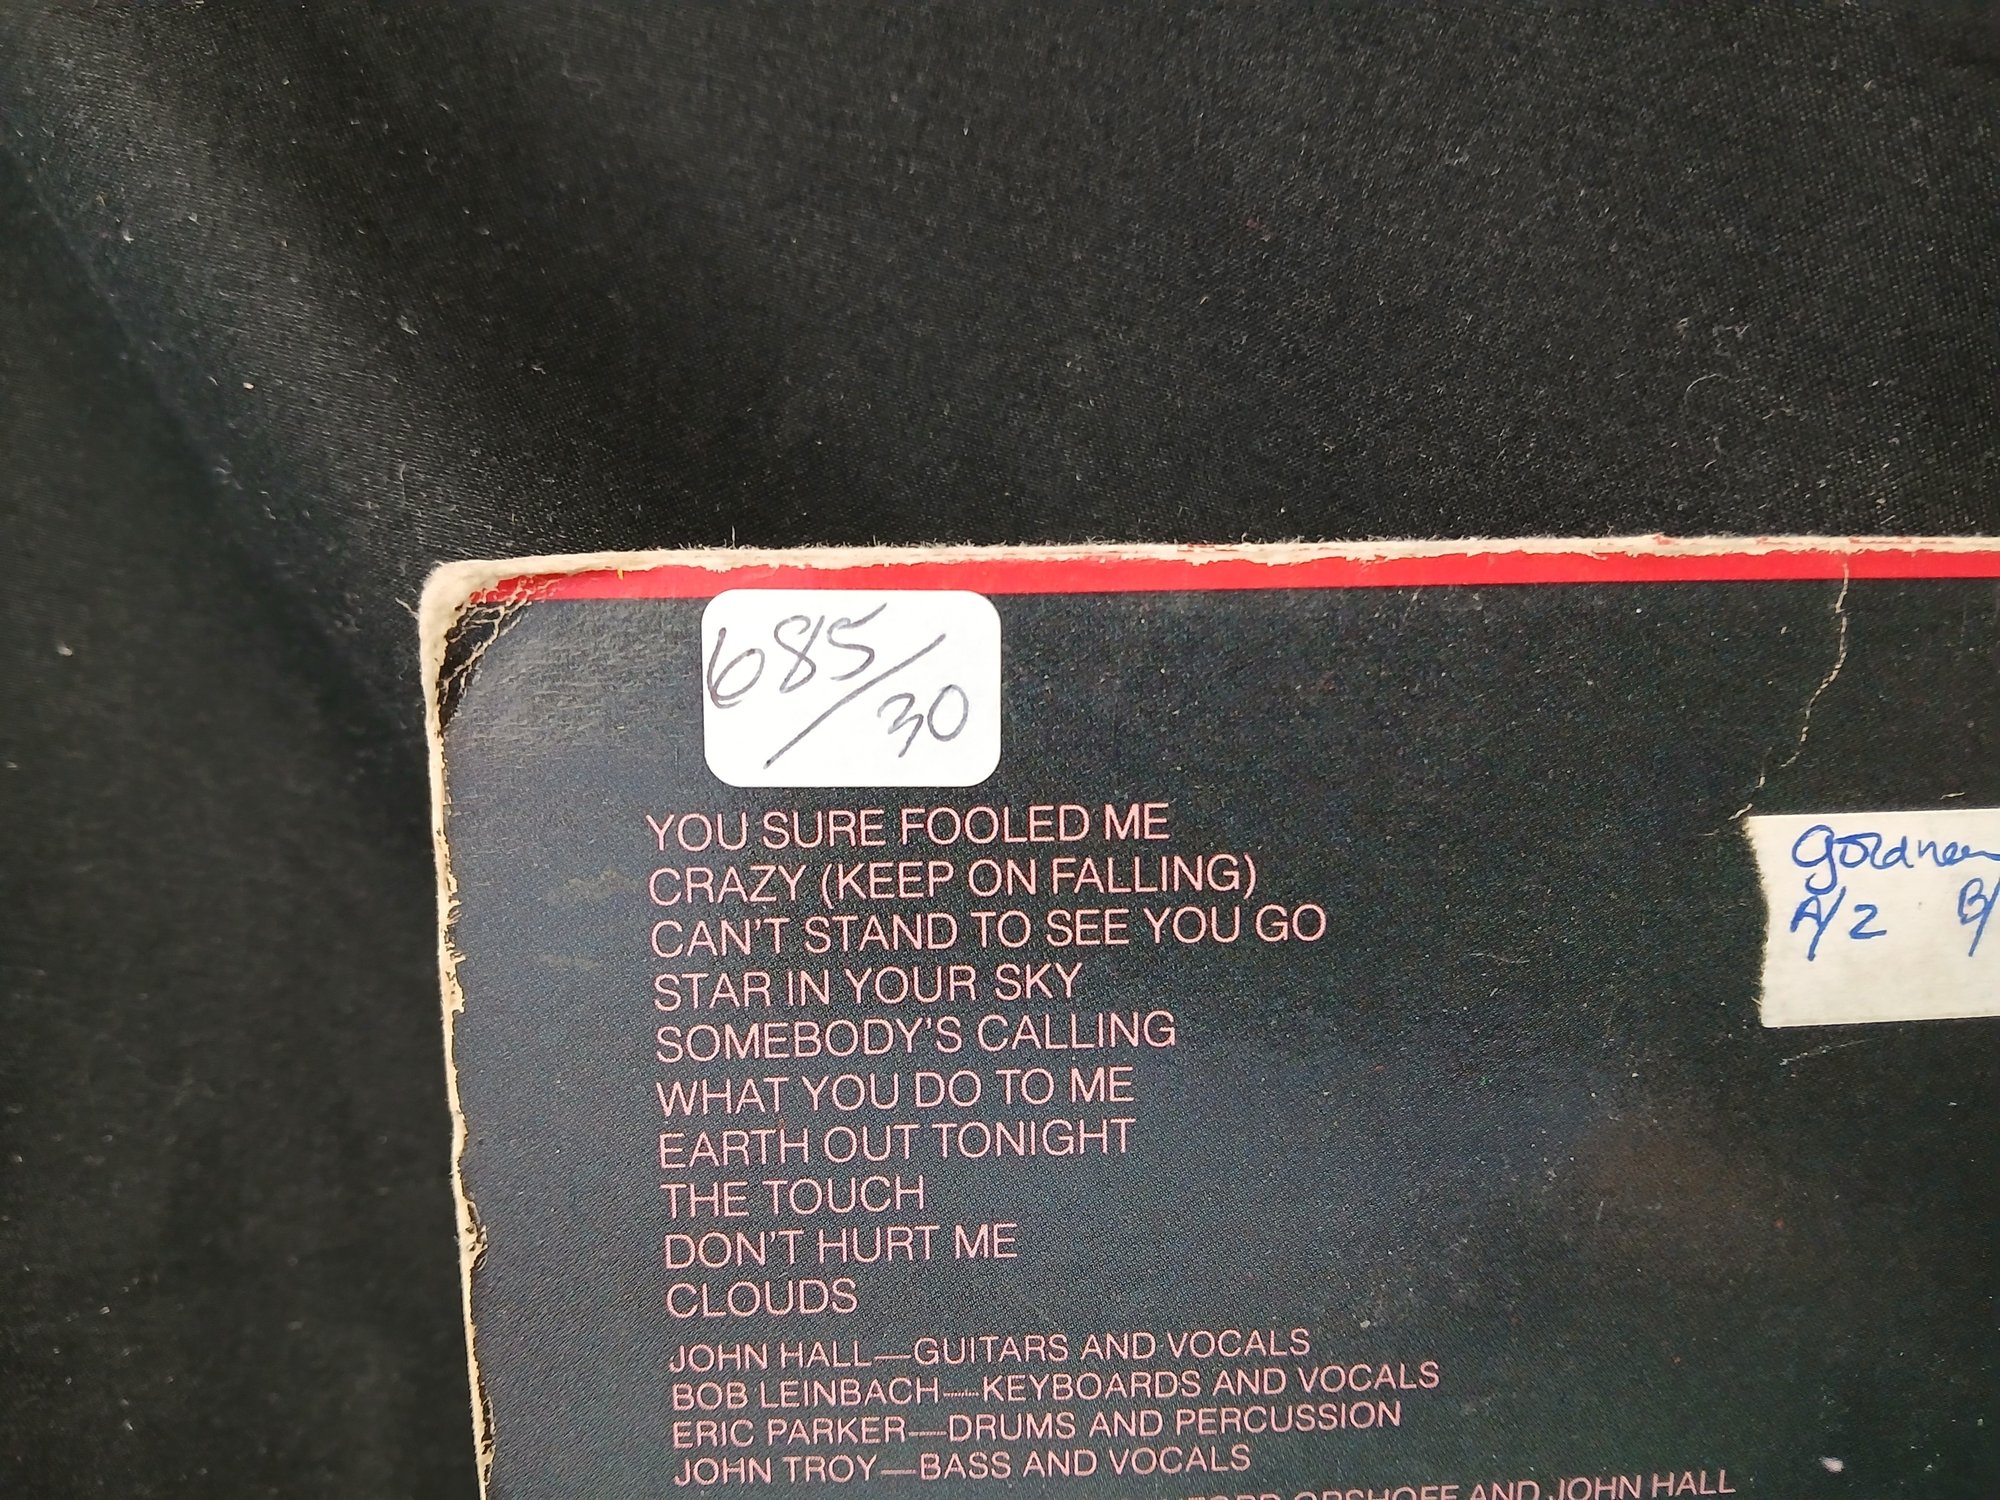 685/30
YOU SURE FOOLED ME
CRAZY (KEEP ON FALLING)
CAN'T STAND TO SEE YOU GO
STAR IN YOUR SKY
SOMEBODY'S CALLING
WHAT YOU DO TO ME
EARTH OUT TONIGHT
THE TOUCH
DON'T HURT ME
CLOUDS
A/2 B/
JOHN HALL—GUITARS AND VOCALS
BOB LEINBACH—KEYBOARDS AND VOCALS
ERIC PARKER—DRUMS AND PERCUSSION
JOHN TROY—BASS AND VOCALS
AND JOHN HALL